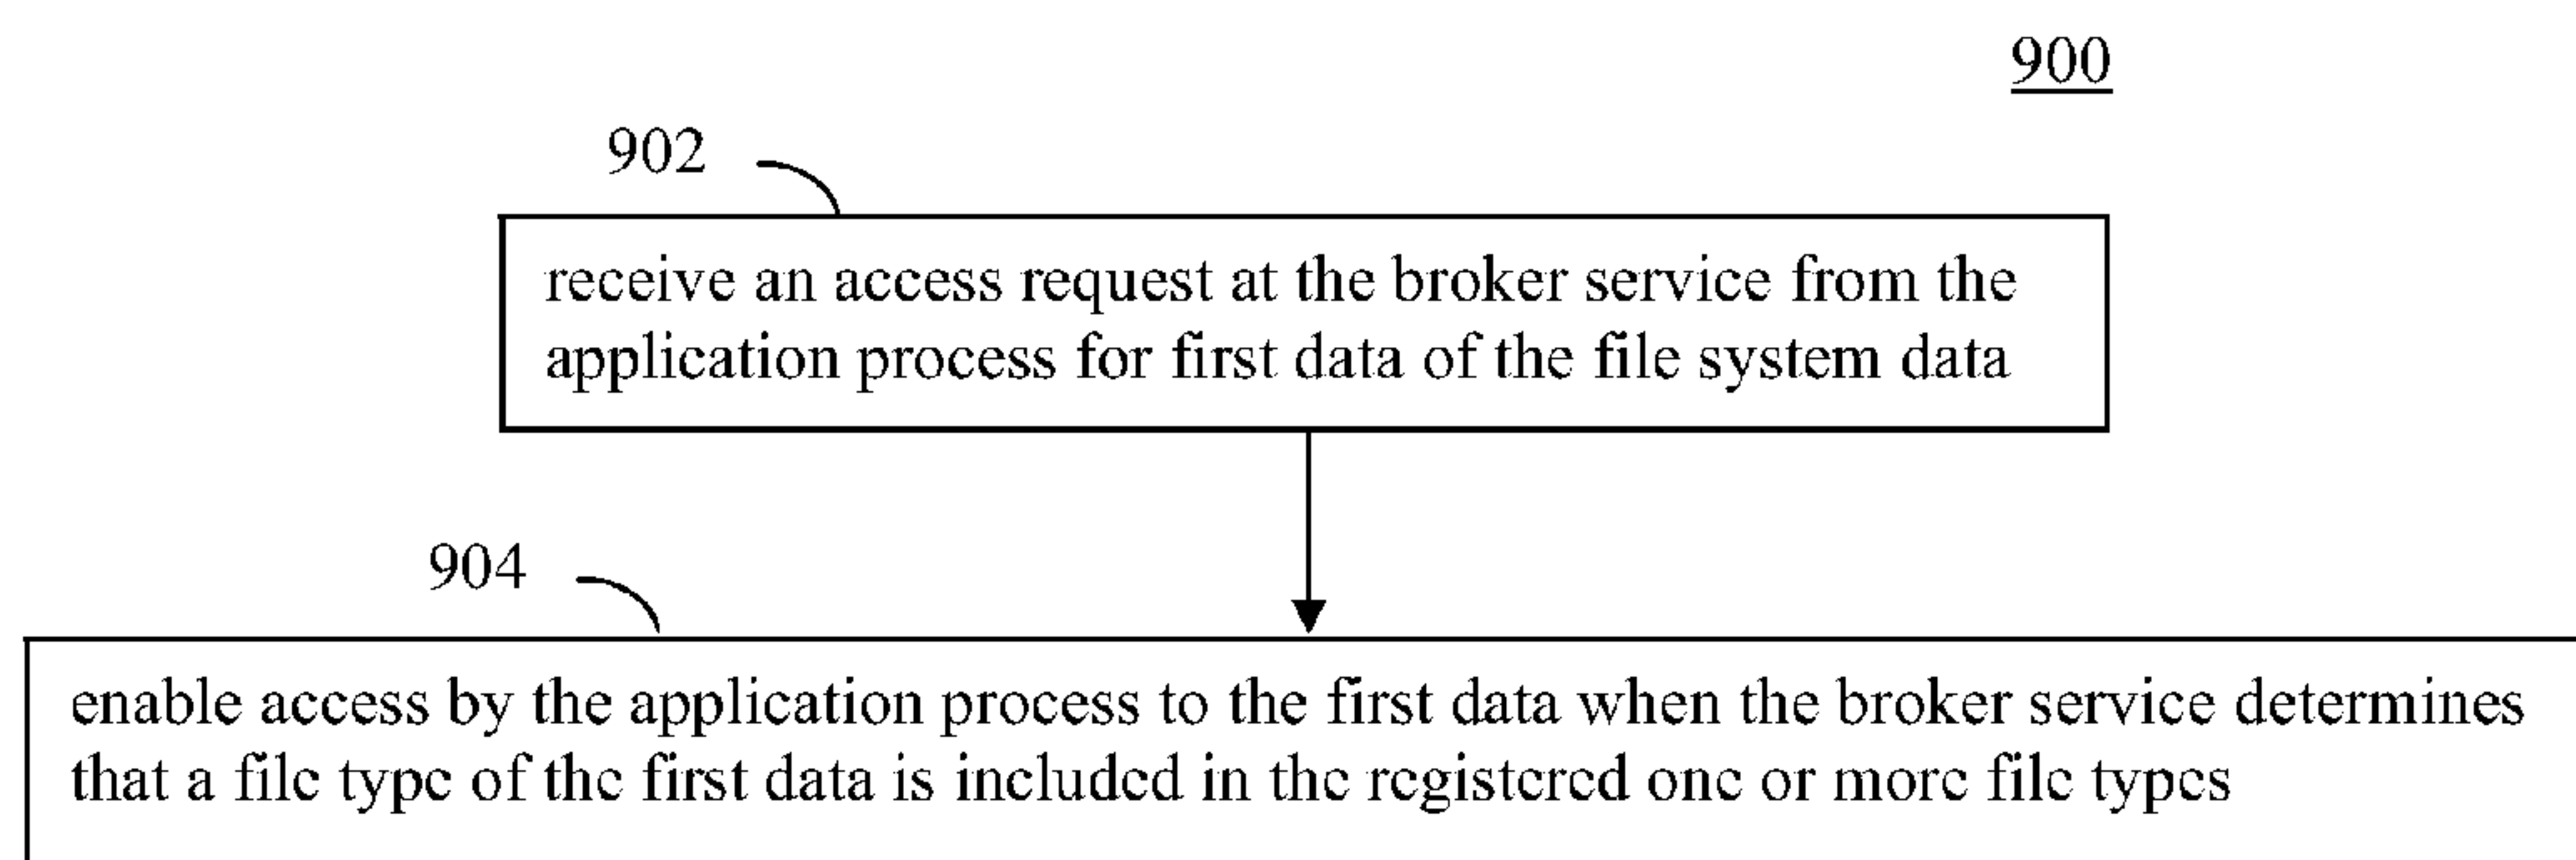 900
902
receive an access request at the broker service from the
application process for first data of the file system data
904
enable access by the application process to the first data when the broker service determines
that a file type of the first data is included in the registered one or more file types